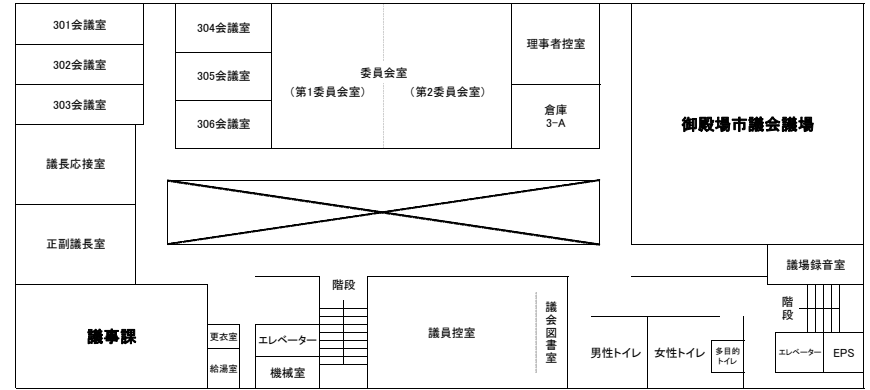 301会議室
302会議室
303会議室
304会議室
305会議室
306会議室
委員会室
（第1委員会室）
（第2委員会室）
理事者控室
倉庫
3-A
御殿場市議会議場
議長応接室
正副議長室
議場録音室
議事課
更衣室
給湯室
エレベーター
機械室
階段
議員控室
議会図書室
男性トイレ
女性トイレ
多目的
トイレ
階段
エレベーター
EPS